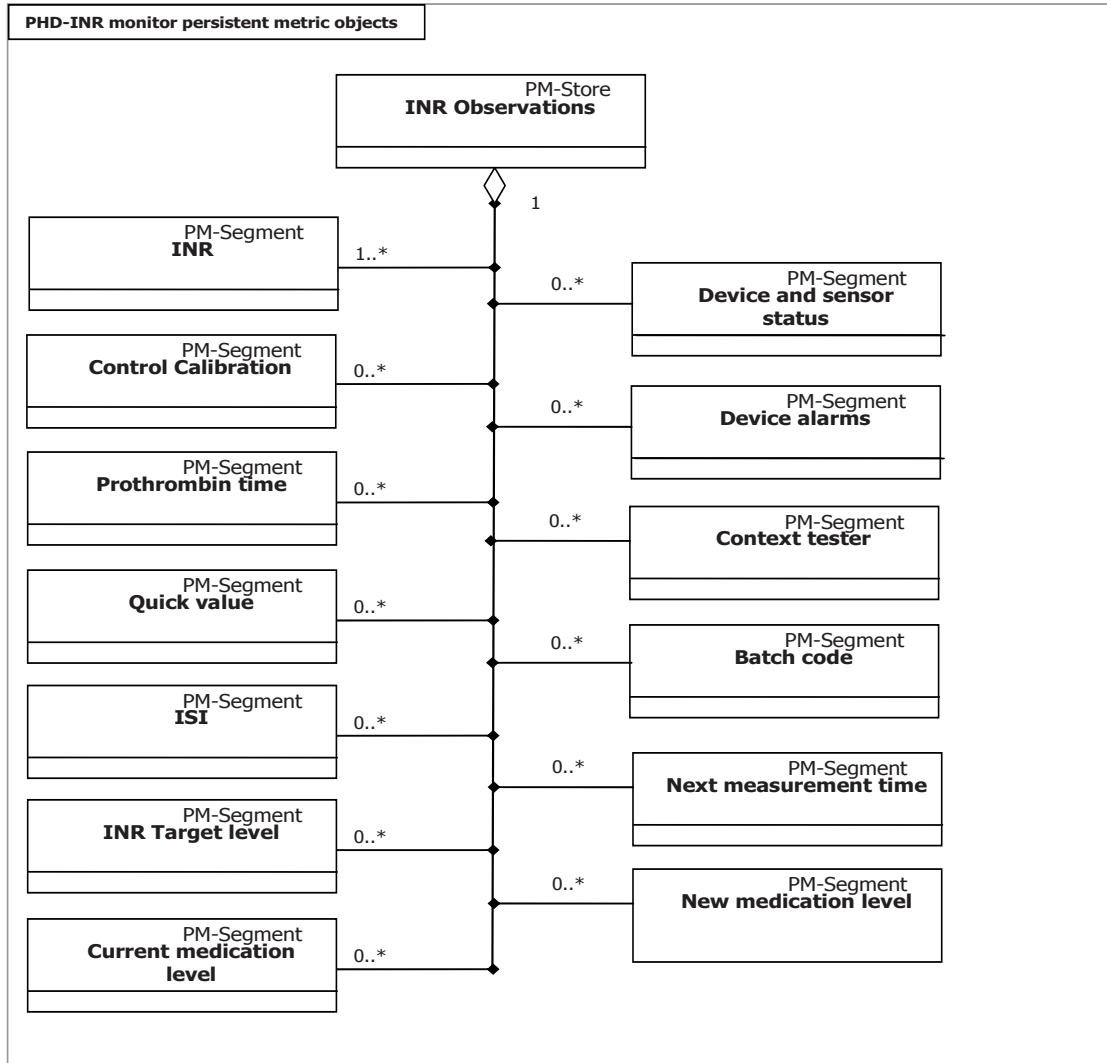 PHD-INR monitor persistent metric objects
PM-Store
INR Observations
1
PM-Segment
INR
1..*
PM-Segment
Device and sensor
status
0..*
PM-Segment
Control Calibration
0..*
PM-Segment
Device alarms
0..*
PM-Segment
Prothrombin time
0..*
PM-Segment
Context tester
0..*
PM-Segment
Quick value
0..*
PM-Segment
Batch code
0..*
PM-Segment
ISI
0..*
PM-Segment
Next measurement time
0..*
PM-Segment
INR Target level
0..*
PM-Segment
New medication level
0..*
PM-Segment
Current medication
level
0..*